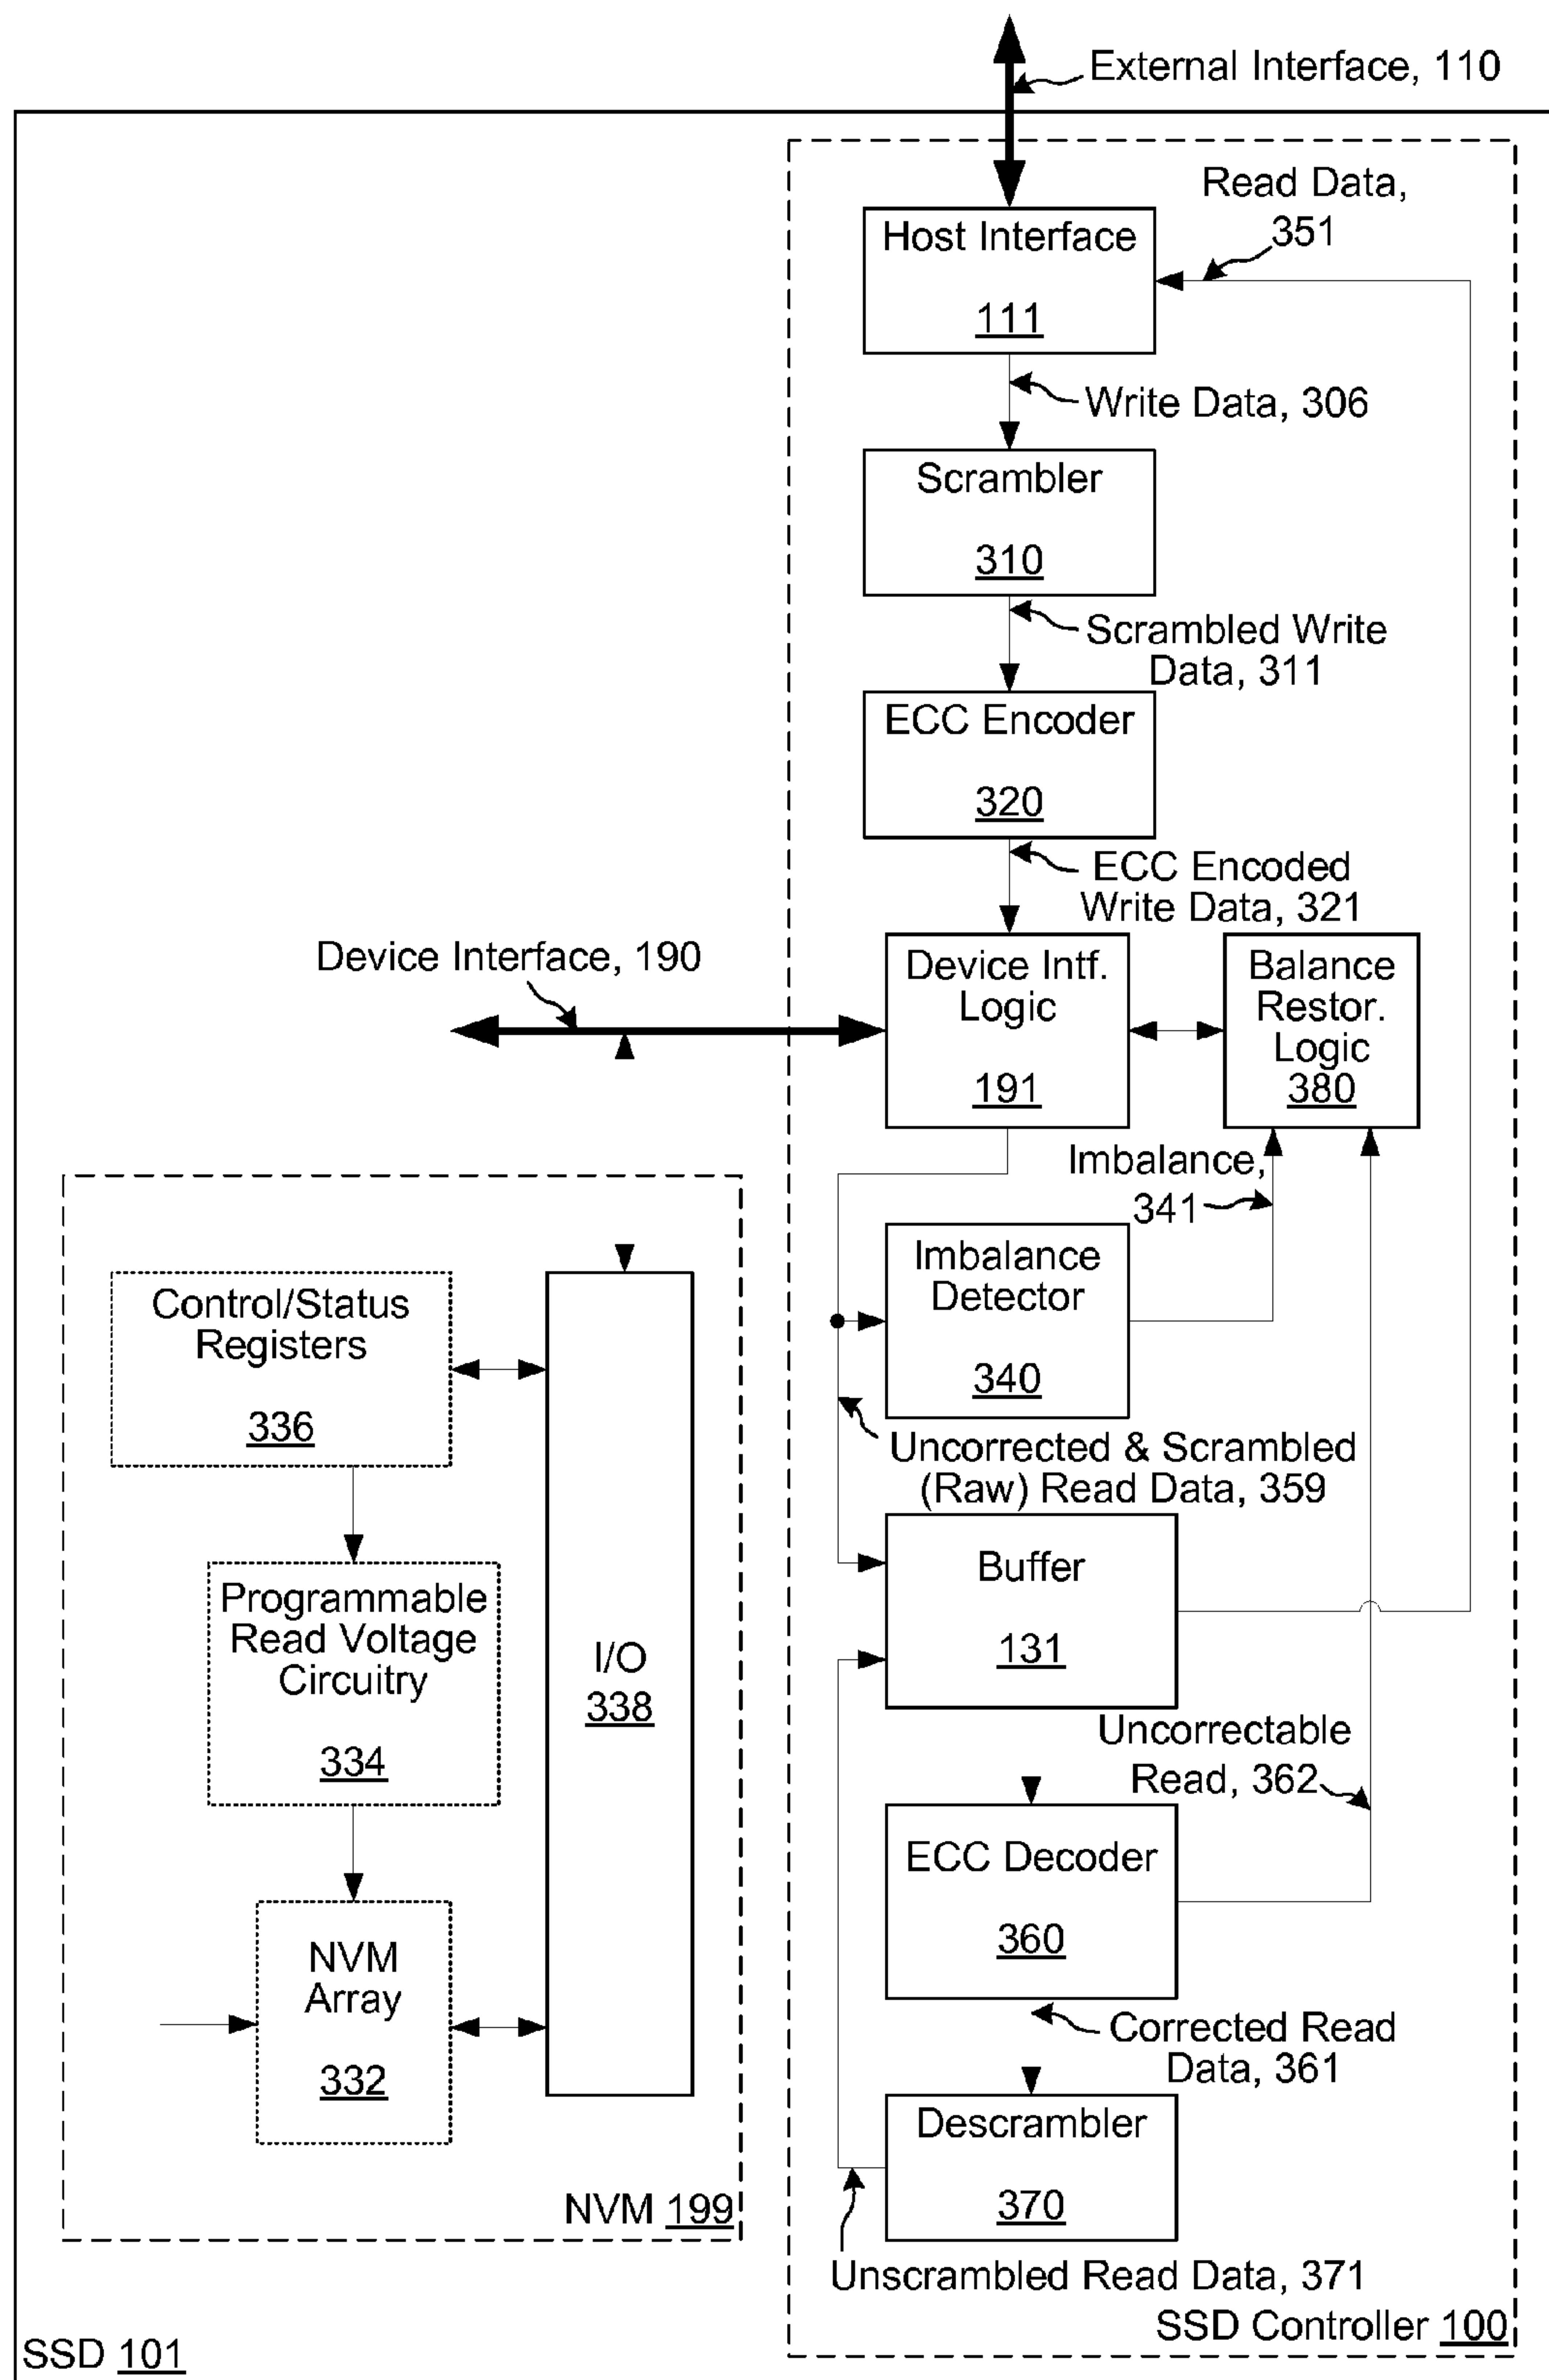 External Interface, 110
Read Data,
351
Host Interface
111
Write Data, 306
Scrambler
310
Scrambled Write
Data, 311
ECC Encoder
320
ECC Encoded
Write Data, 321
Device Interface, 190
Device Intf.
Logic
191
Balance
Restor.
Logic
380
Imbalance,
341
Imbalance
Detector
340
Control/Status
Registers
336
Uncorrected & Scrambled
(Raw) Read Data, 359
Programmable
Read Voltage
Circuitry
334
I/O
338
Buffer
131
Uncorrectable
Read, 362
ECC Decoder
360
NVM
Array
332
Corrected Read
Data, 361
Descrambler
370
NVM 199
Unscrambled Read Data, 371
SSD Controller 100
SSD 101